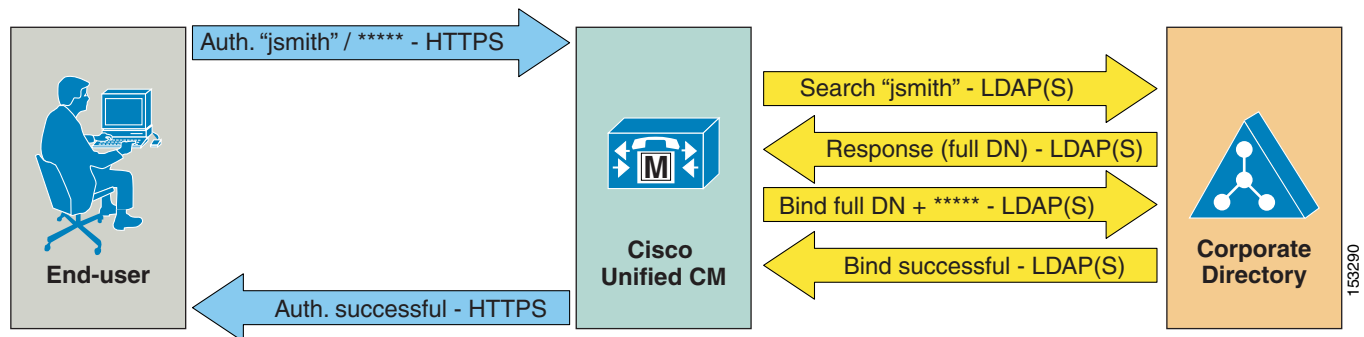 Auth. “jsmith” / ***** - HTTPS
Search “jsmith” - LDAP(S)
Response (full DN) - LDAP(S)
M
Bind full DN + ***** - LDAP(S)
End-user
Cisco
Unified CM
Bind successful - LDAP(S)
Corporate
Directory
Auth. successful - HTTPS
153290